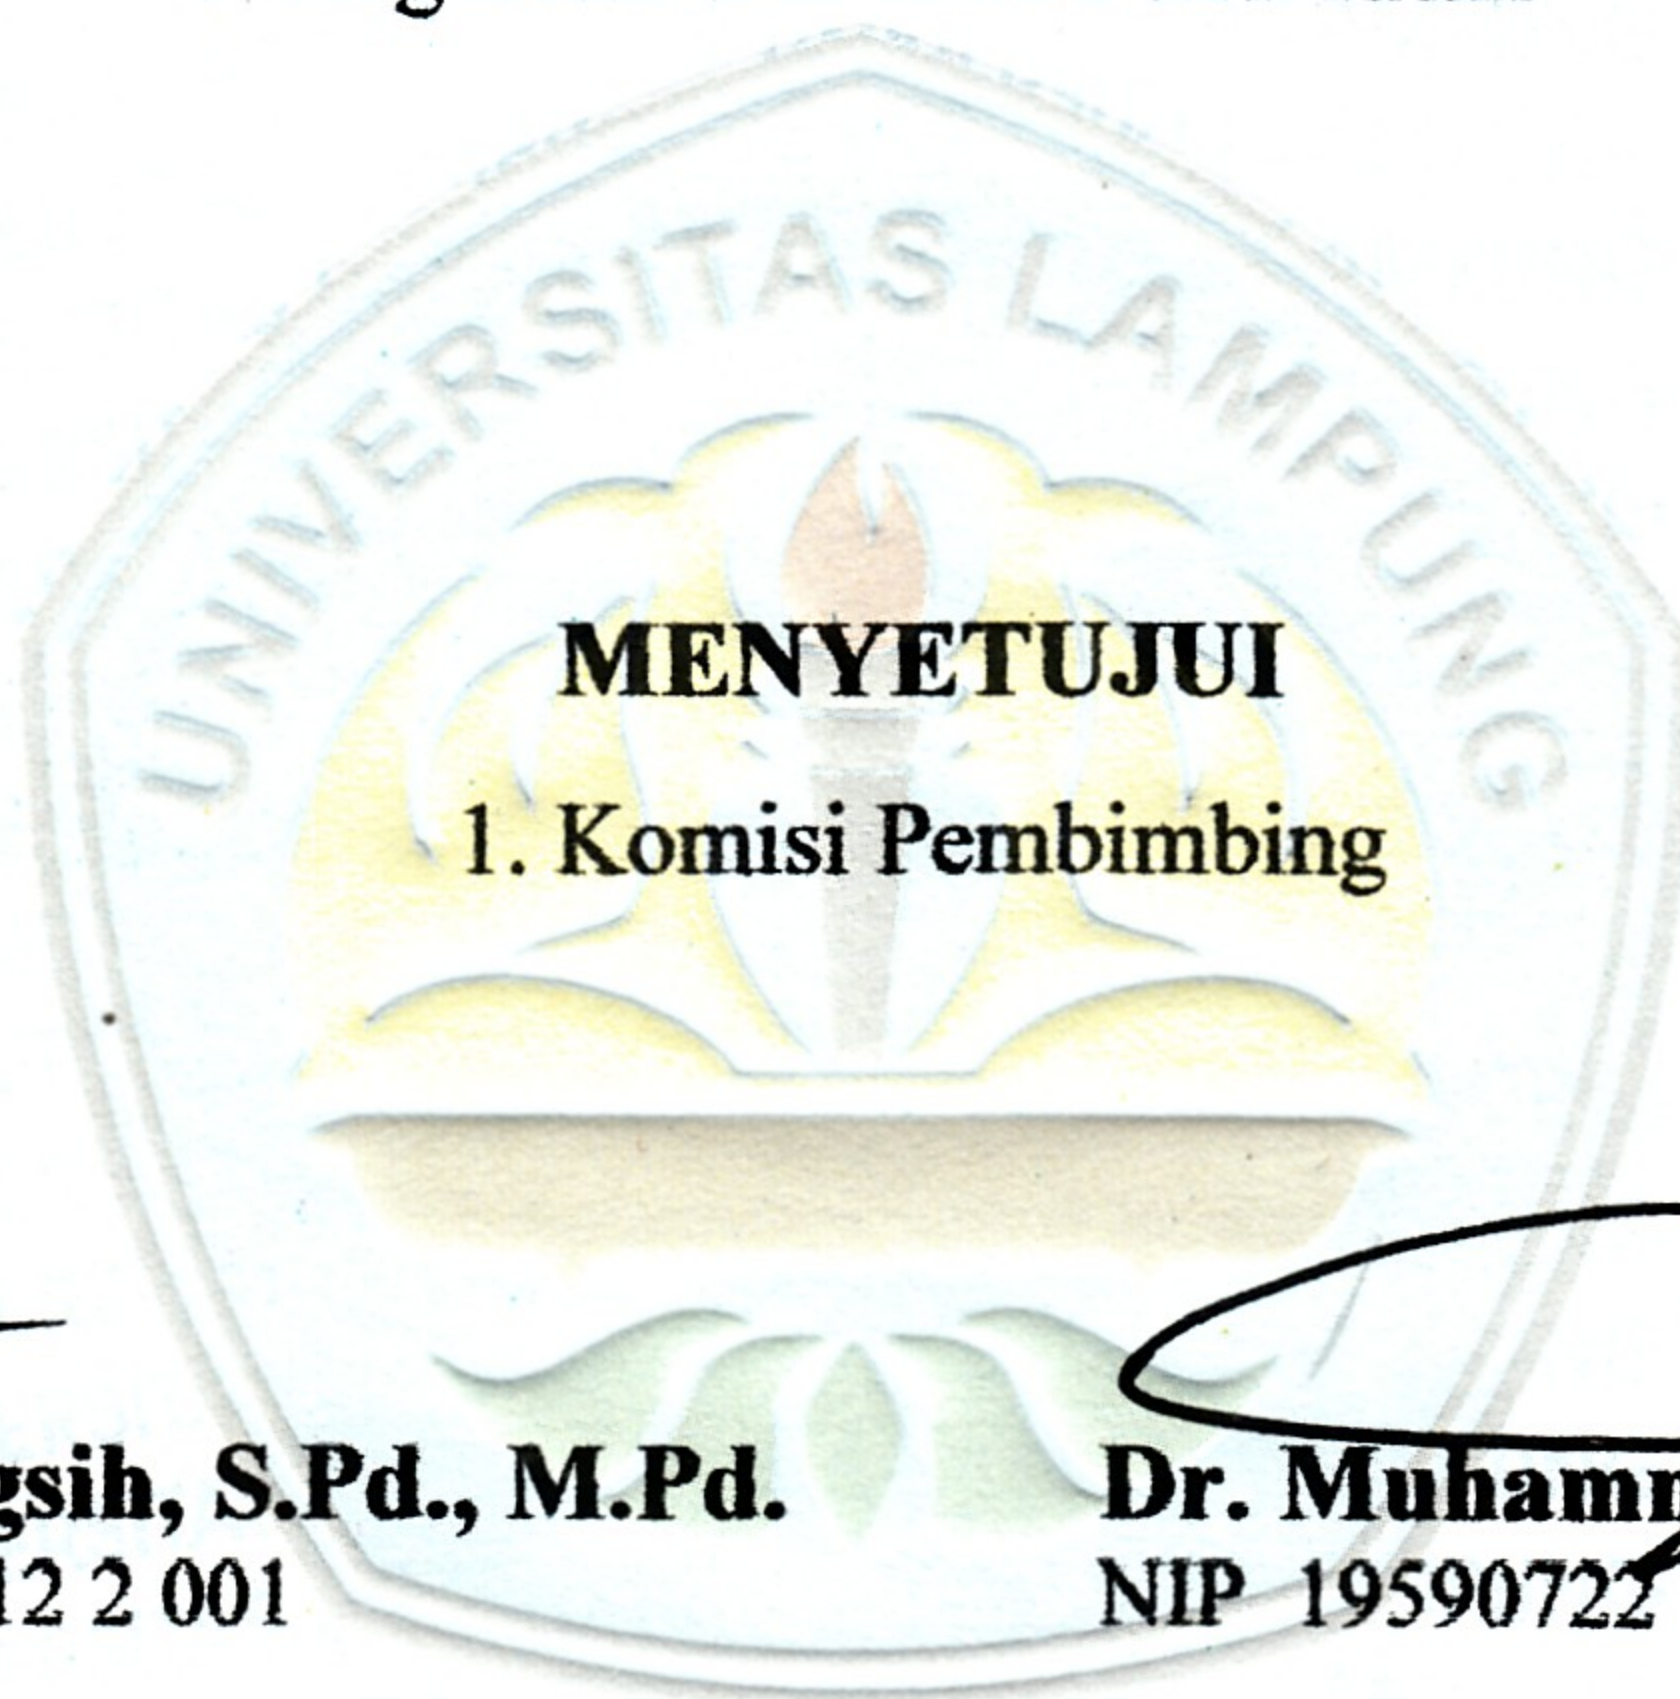 UNIVERSITAS LAMPUNG
MENYETUJUI
1. Komisi Pembimbing
gsih, S.Pd., M.Pd.
Dr. Muhamm
12 2 001
NIP 19590722